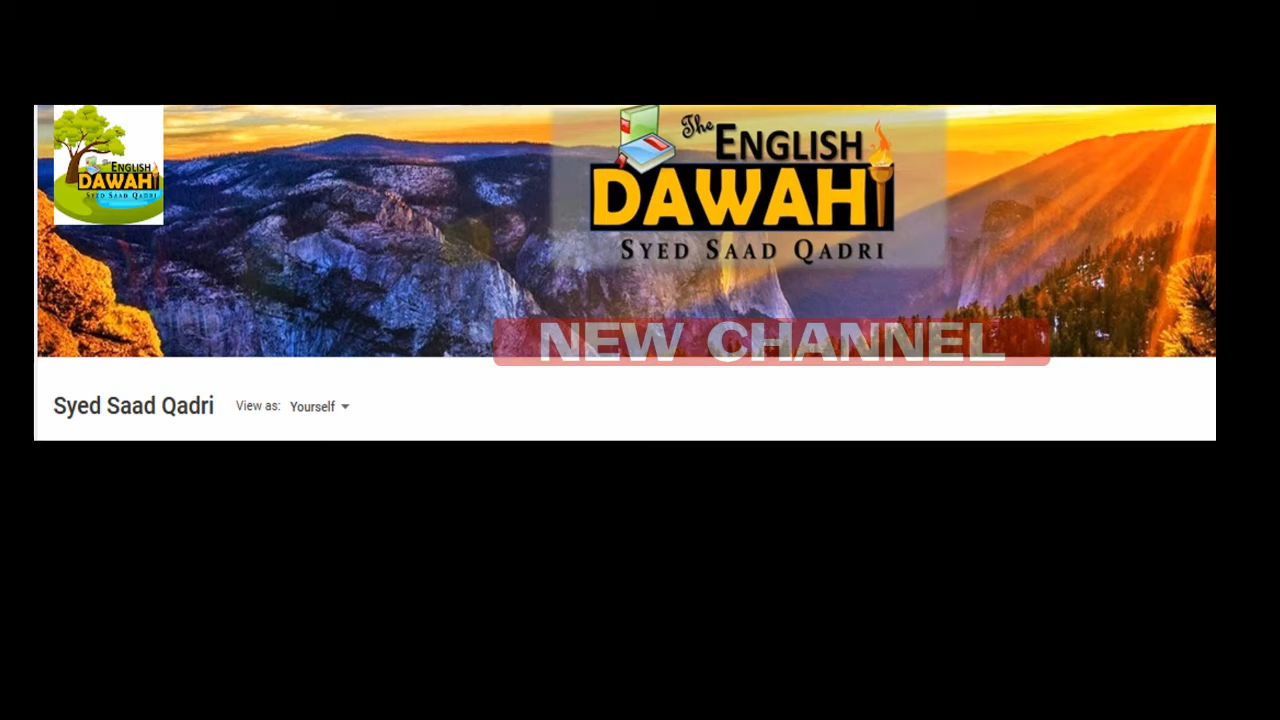 The ENGLISH
DAWAH
SYED SAAD QADRI
The ENGLISH
DAWAH
SYED SAAD QADRI
NEW CHANNEL
Syed Saad Qadri View as: Yourself